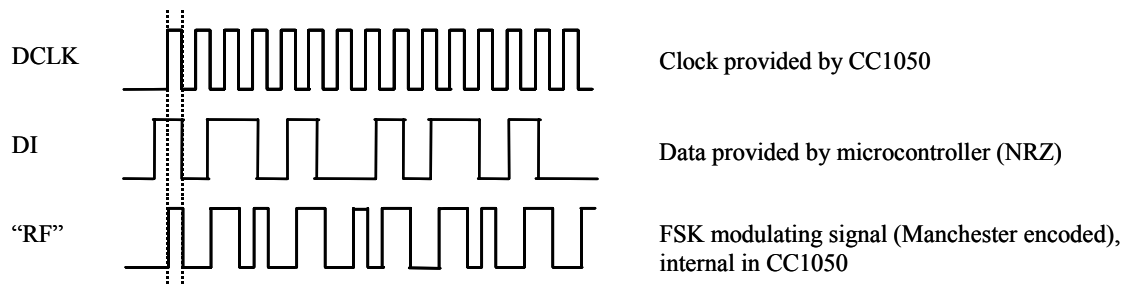 DCLK
Clock provided by CC1050
DI
Data provided by microcontroller (NRZ)
“RF”
FSK modulating signal (Manchester encoded),
internal in CC1050